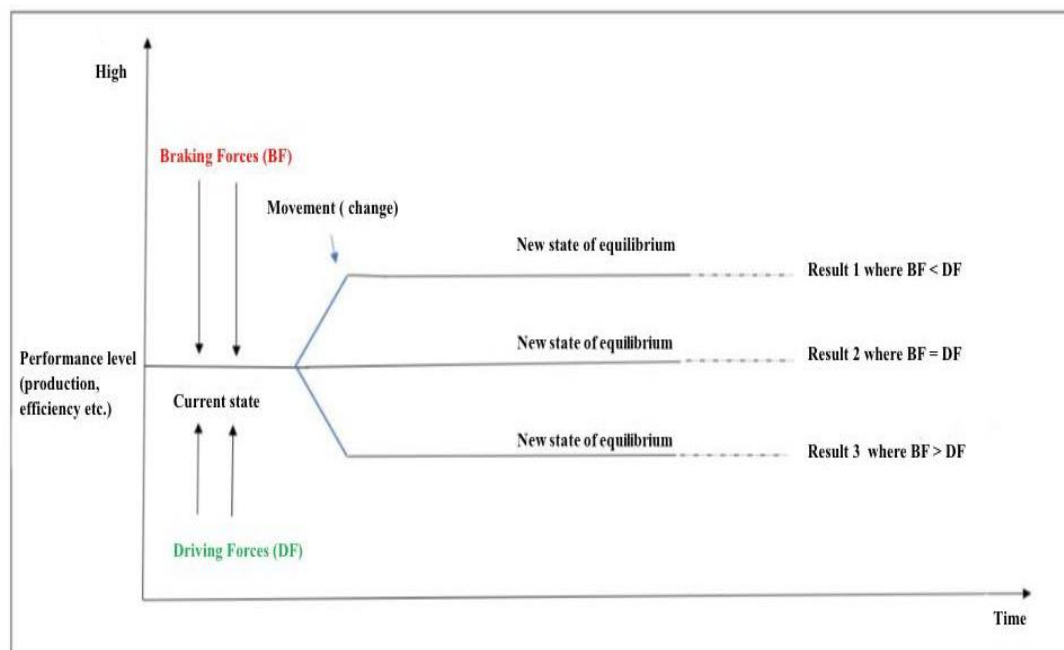 High
Braking Forces (BF)
Movement ( change)
New state of equilibrium
Result 1 where BF < DF
Performance level
(production,
efficiency etc.)
New state of equilibrium
Result 2 where BF = DF
Current state
New state of equilibrium
Result 3 where BF > DF
Driving Forces (DF)
Time